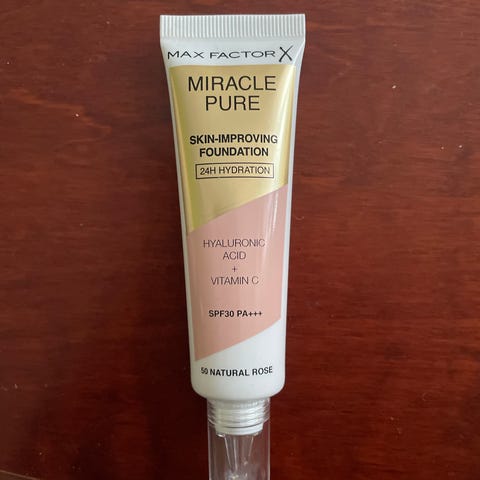 MAX FACTOR X
MIRACLE
PURE
SKIN-IMPROVING
FOUNDATION
24H HYDRATION
HYALURONIC
ACID
+
VITAMIN C
SPF30 PA+++
50 NATURAL ROSE